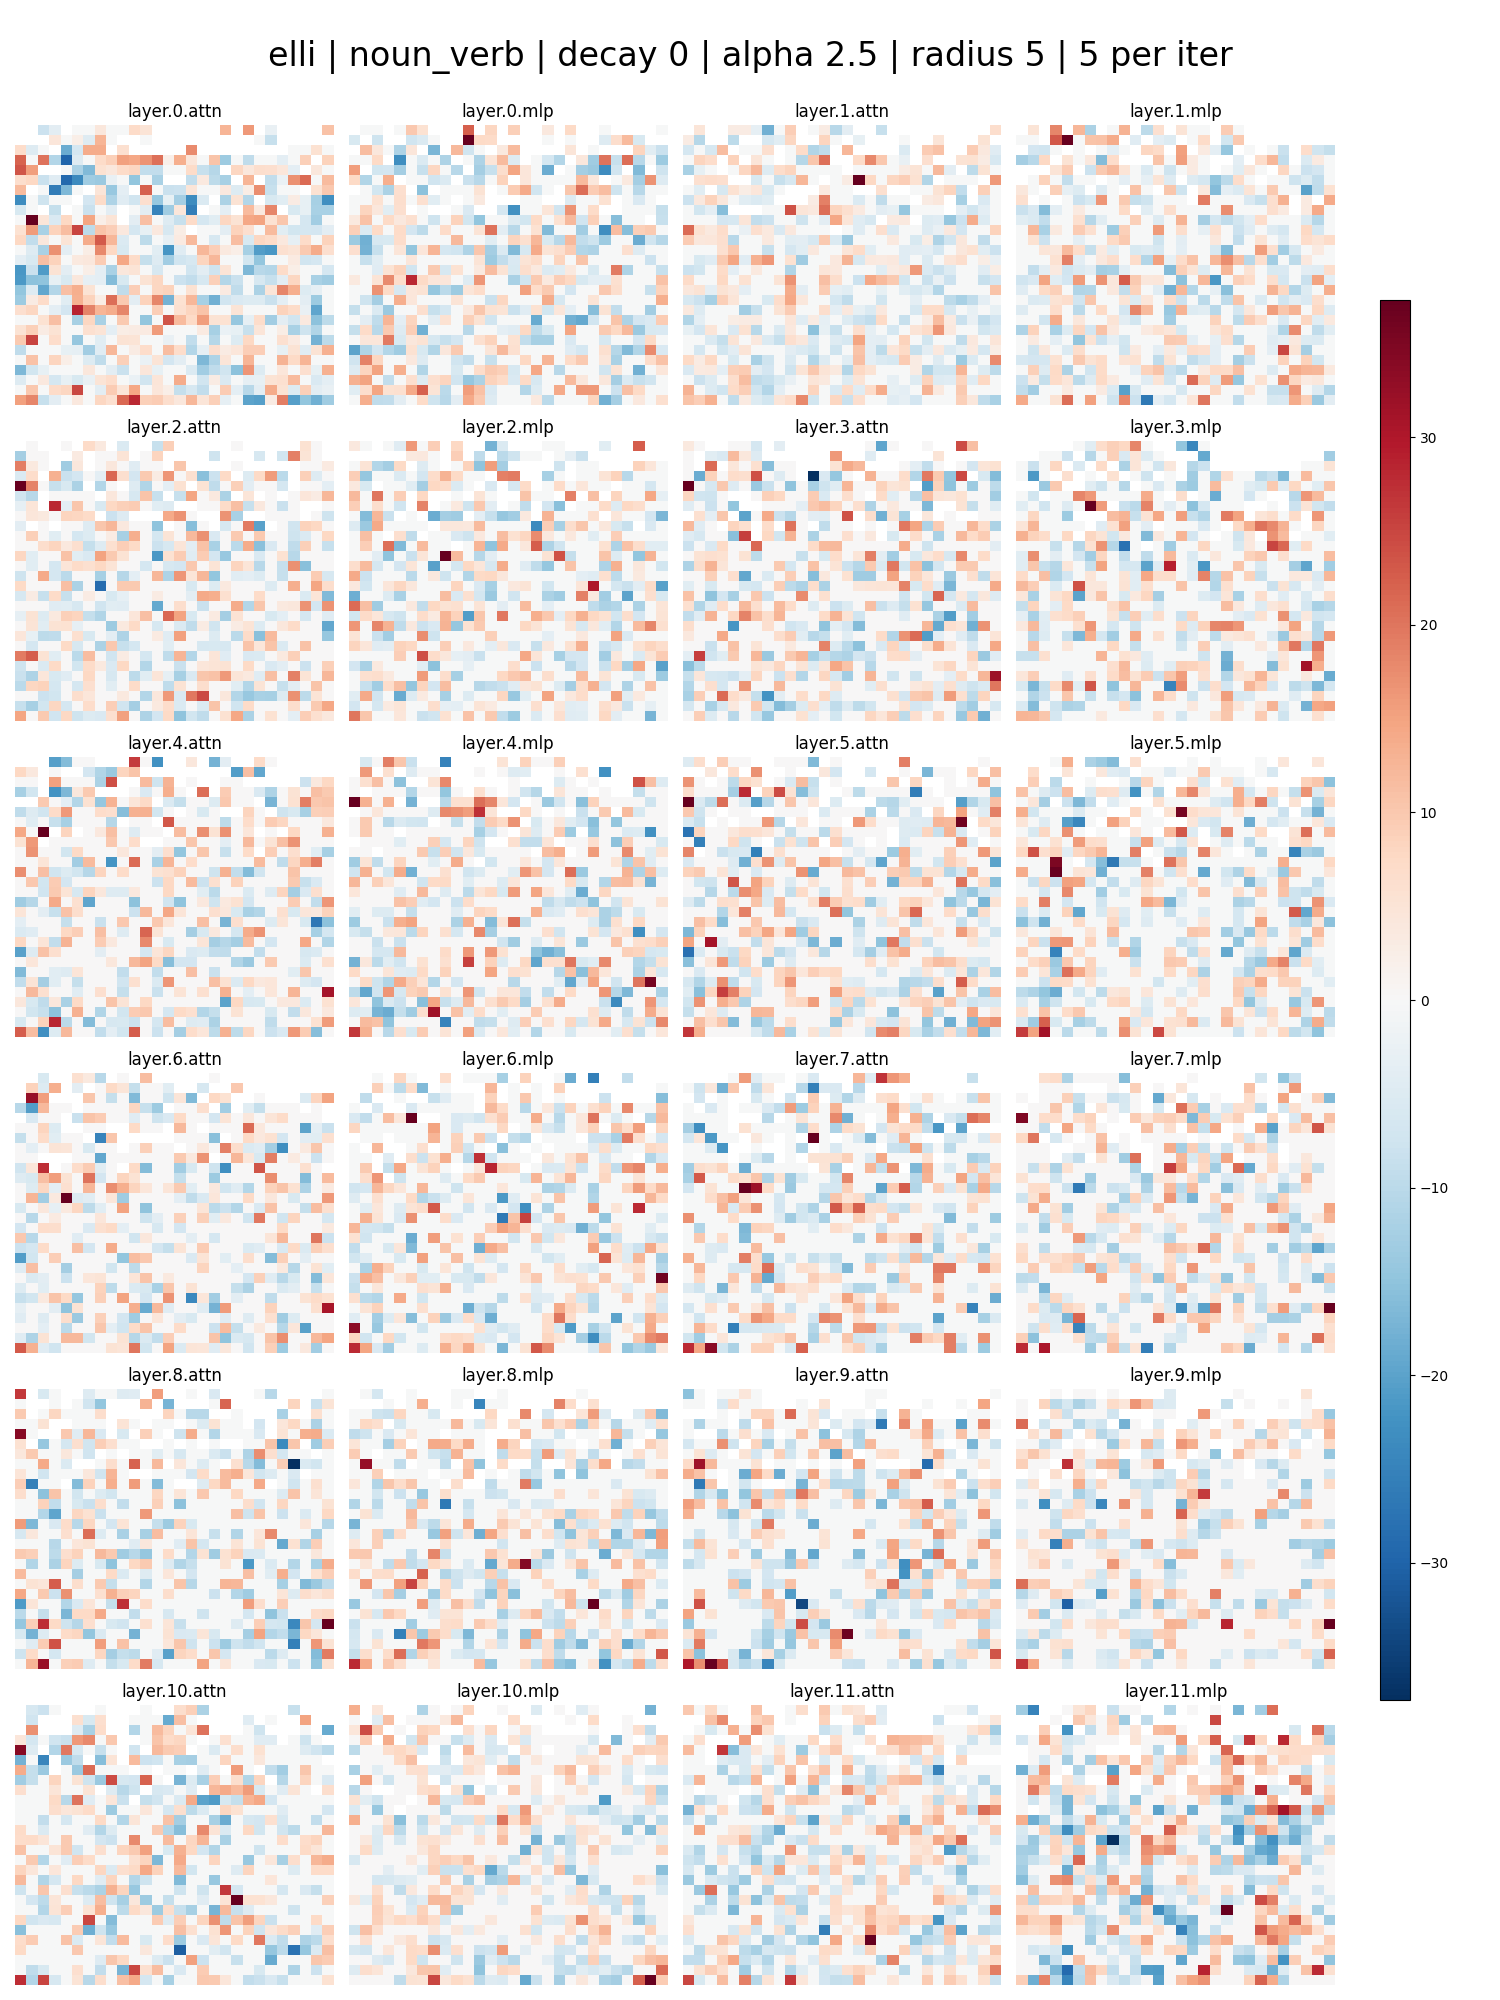 elli | noun_verb | decay 0 | alpha 2.5 | radius 5 | 5 per iter
layer.0.attn
layer.0.mlp
layer.1.attn
layer.1.mlp
layer.2.attn
layer.2.mlp
layer.3.attn
layer.3.mlp
layer.4.attn
layer.4.mlp
layer.5.attn
layer.5.mlp
layer.6.attn
layer.6.mlp
layer.7.attn
layer.7.mlp
layer.8.attn
layer.8.mlp
layer.9.attn
layer.9.mlp
layer.10.attn
layer.10.mlp
layer.11.attn
layer.11.mlp
30
20
10
0
−10
−20
−30